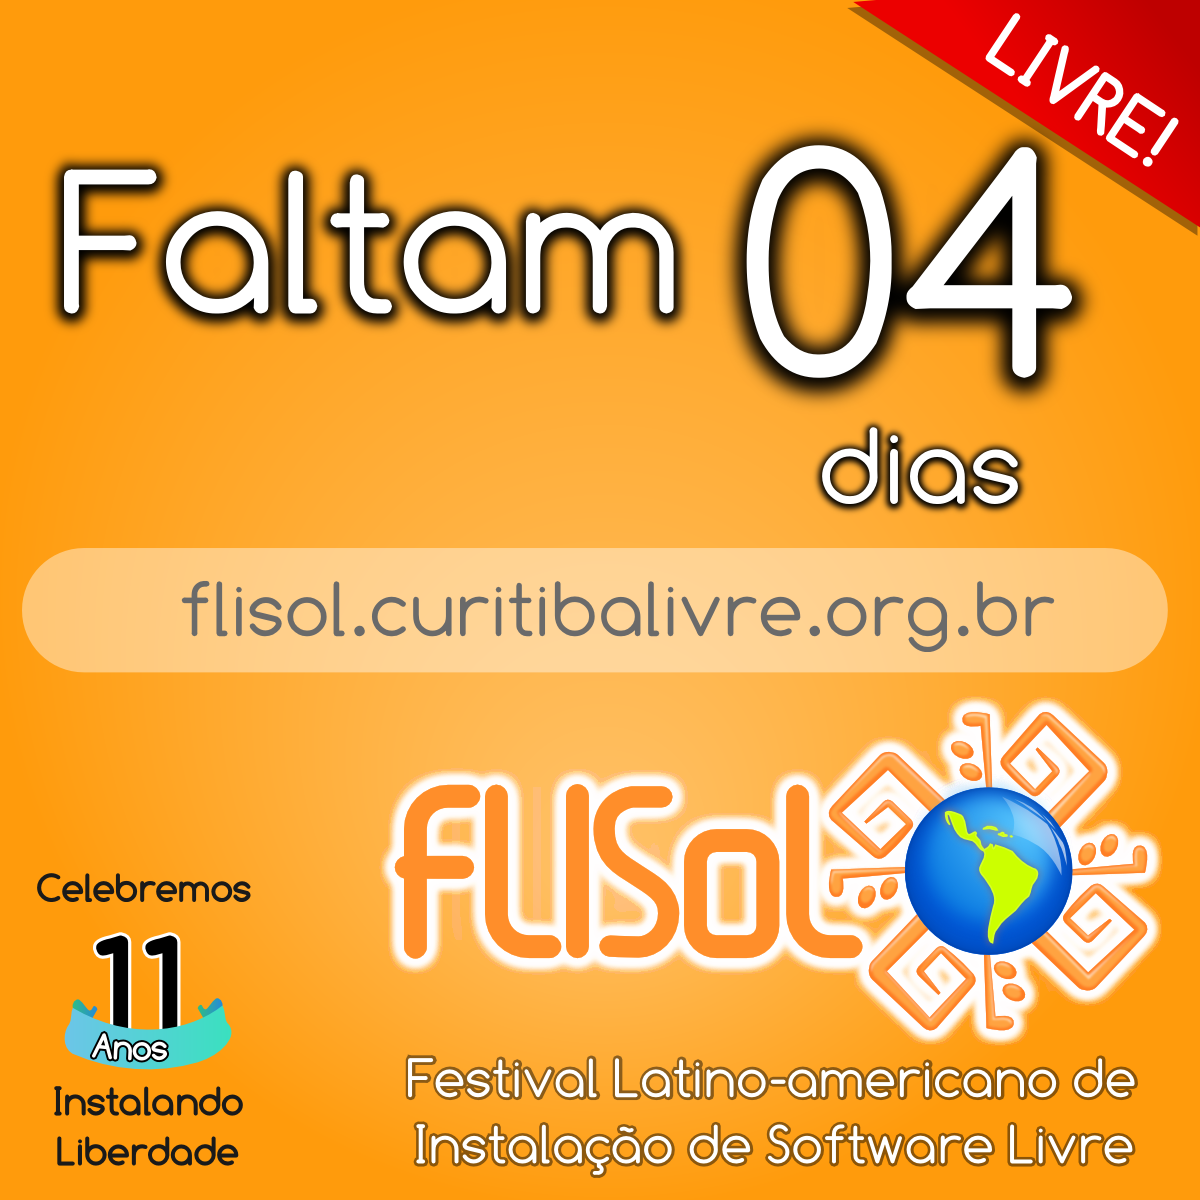 LIVRE!
Faltam 04
dias
flisol.curitibalivre.org.br
FLISol
Celebremos
11
Anos
Instalando
Liberdade
Festival Latino-americano de
Instalação de Software Livre